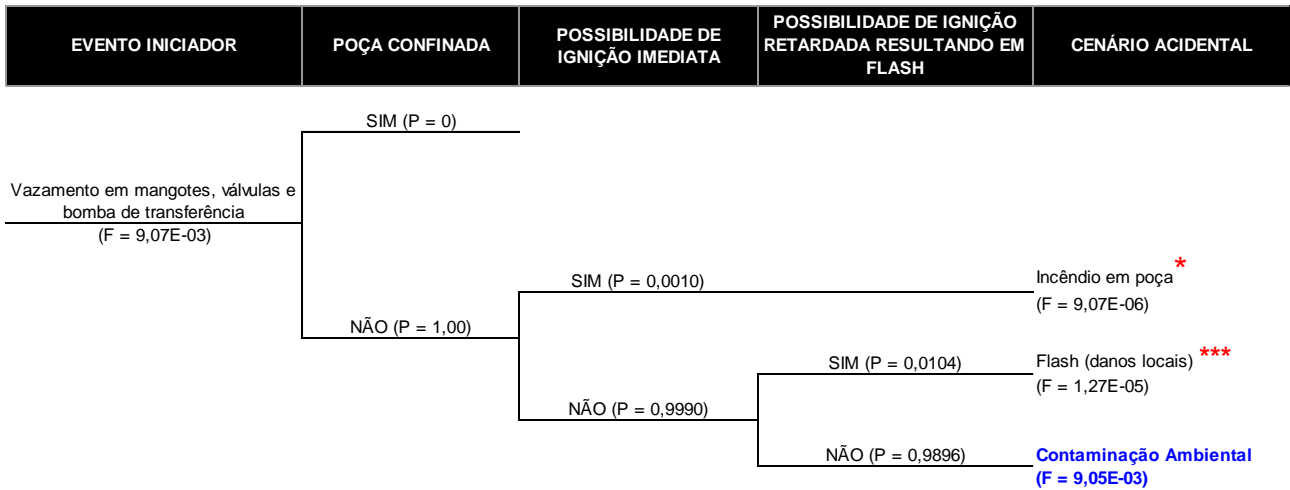 EVENTO INICIADOR
POÇA CONFINADA
POSSIBILIDADE DE
IGNIÇÃO IMEDIATA
POSSIBILIDADE DE IGNIÇÃO
RETARDADA RESULTANDO EM
FLASH
CENÁRIO ACIDENTAL
SIM (P = 0)
Vazamento em mangotes, válvulas e
bomba de transferência
(F = 9,07E-03)
SIM (P = 0,0010)
Incêndio em poça*
(F = 9,07E-06)
NÃO (P = 1,00)
SIM (P = 0,0104)
Flash (danos locais) ***
(F = 1,27E-05)
NÃO (P = 0,9990)
NÃO (P = 0,9896)
Contaminação Ambiental
(F = 9,05E-03)